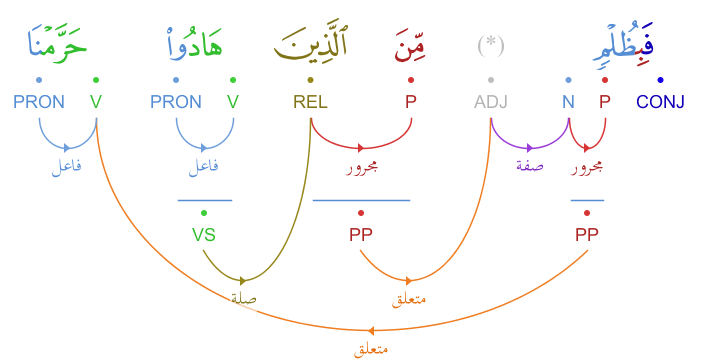 فَبِظُلْمٍۢ (*) مِّنَ ٱلَّذِينَ هَادُوا۟ حَرَّمْنَا
PRON V PRON V REL P ADJ N P CONJ
فاعل فاعل مجرور صفة مجرور
VS PP PP
صلة متعلق
متعلق